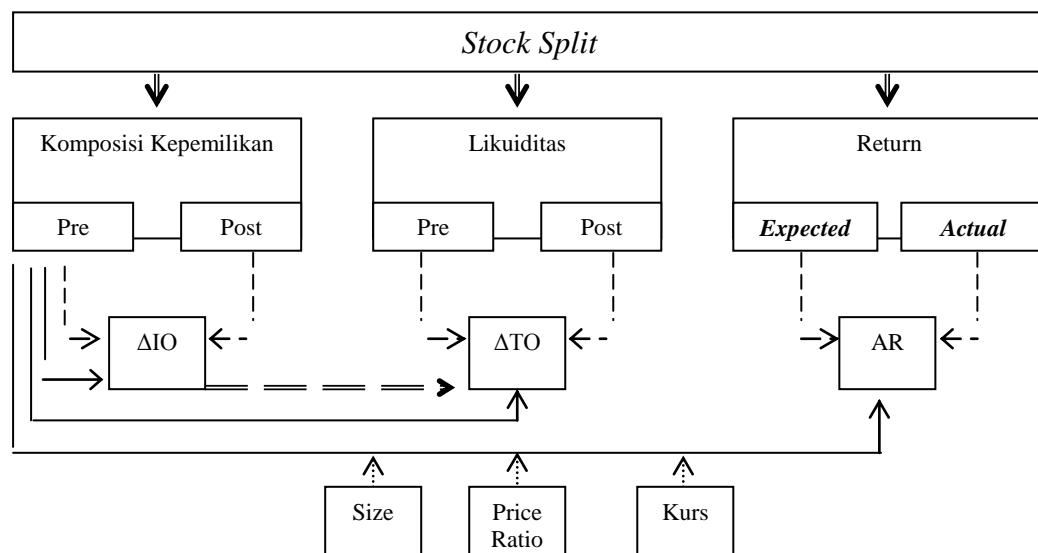 Stock Split
Komposisi Kepemilikan
Likuiditas
Return
Pre
Post
Pre
Post
Expected
Actual
ΔIO
ΔTO
AR
Size
Price
Ratio
Kurs